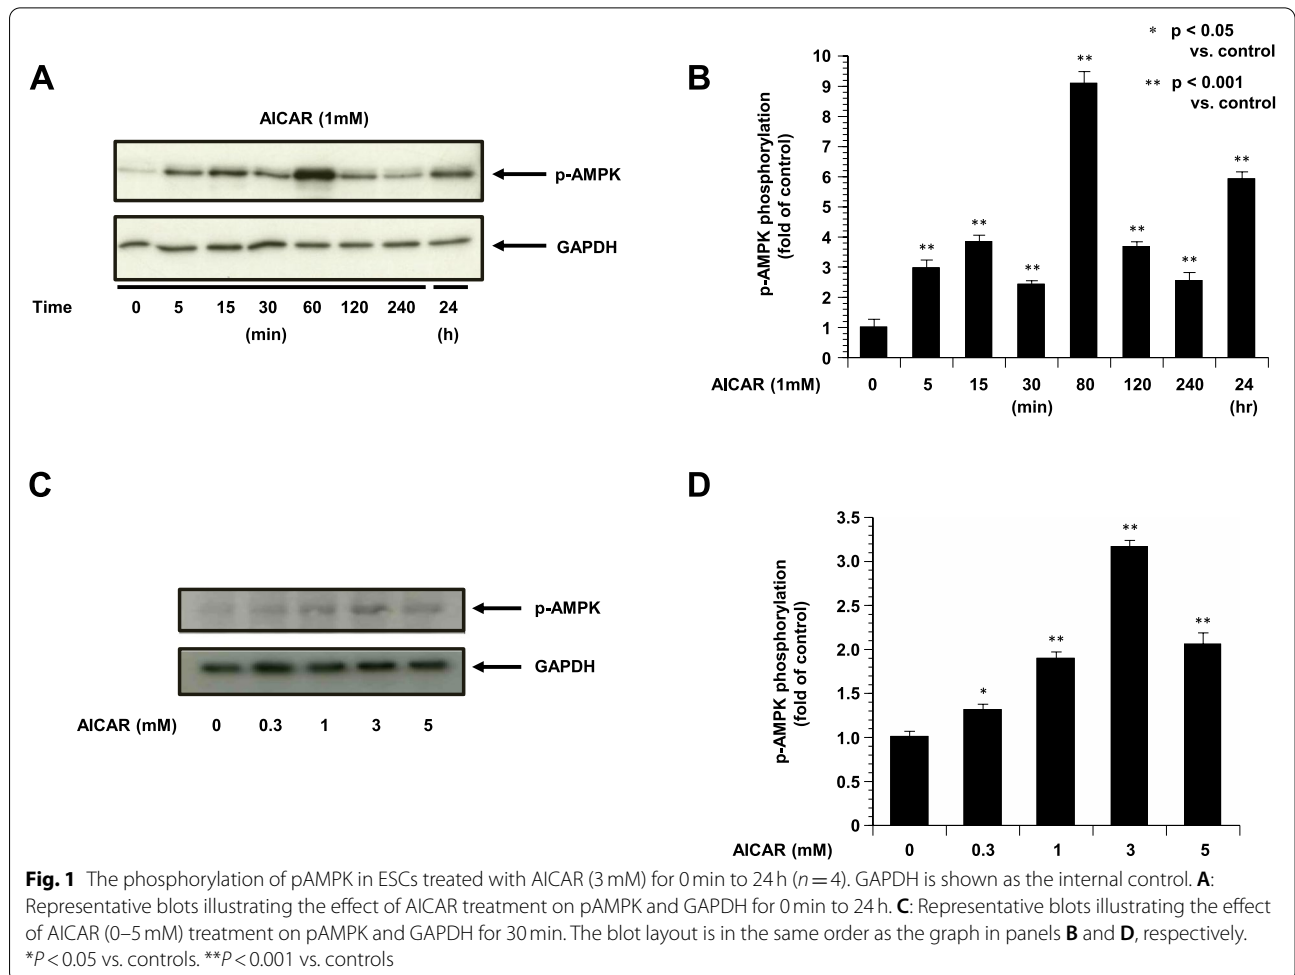 A
AICAR (1mM)
p-AMPK
GAPDH
Time 0 5 15 30 60 120 240 24
(min) (h)
B
* p < 0.05
vs. control
** p < 0.001
vs. control
p-AMPK phosphorylation
(fold of control)
10
9
8
7
6
5
4
3
2
1
0
** ** ** ** ** ** **
AICAR (1mM) 0 5 15 30 80 120 240 24
(min) (hr)
C
p-AMPK
GAPDH
AICAR (mM) 0 0.3 1 3 5
D
p-AMPK phosphorylation
(fold of control)
3.5
3.0
2.5
2.0
1.5
1.0
0.5
0
* ** ** **
AICAR (mM) 0 0.3 1 3 5
Fig. 1 The phosphorylation of pAMPK in ESCs treated with AICAR (3 mM) for 0 min to 24 h (n = 4). GAPDH is shown as the internal control. A:
Representative blots illustrating the effect of AICAR treatment on pAMPK and GAPDH for 0 min to 24 h. C: Representative blots illustrating the effect
of AICAR (0–5 mM) treatment on pAMPK and GAPDH for 30 min. The blot layout is in the same order as the graph in panels B and D, respectively.
*P < 0.05 vs. controls. **P < 0.001 vs. controls